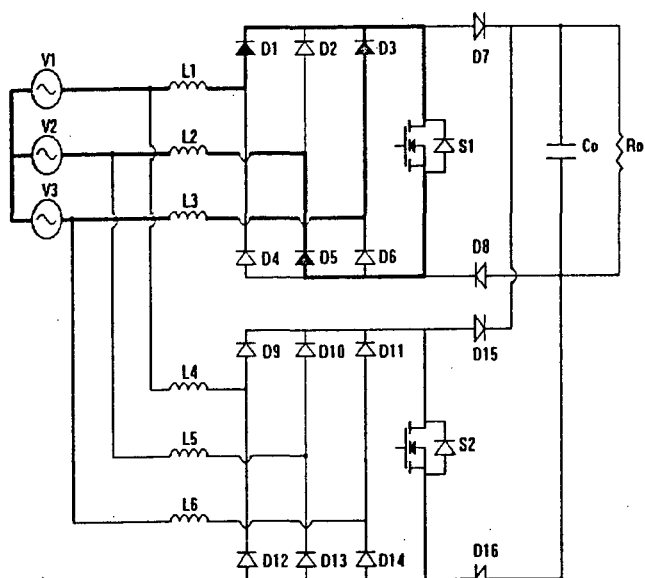 D1 D2 D3 D7
V1 L1
V2 L2 S1 Co Ro
V3 L3
D4 D5 D6 D8
D9 D10 D11 D15
L4
L5 S2
L6
D12 D13 D14 D16